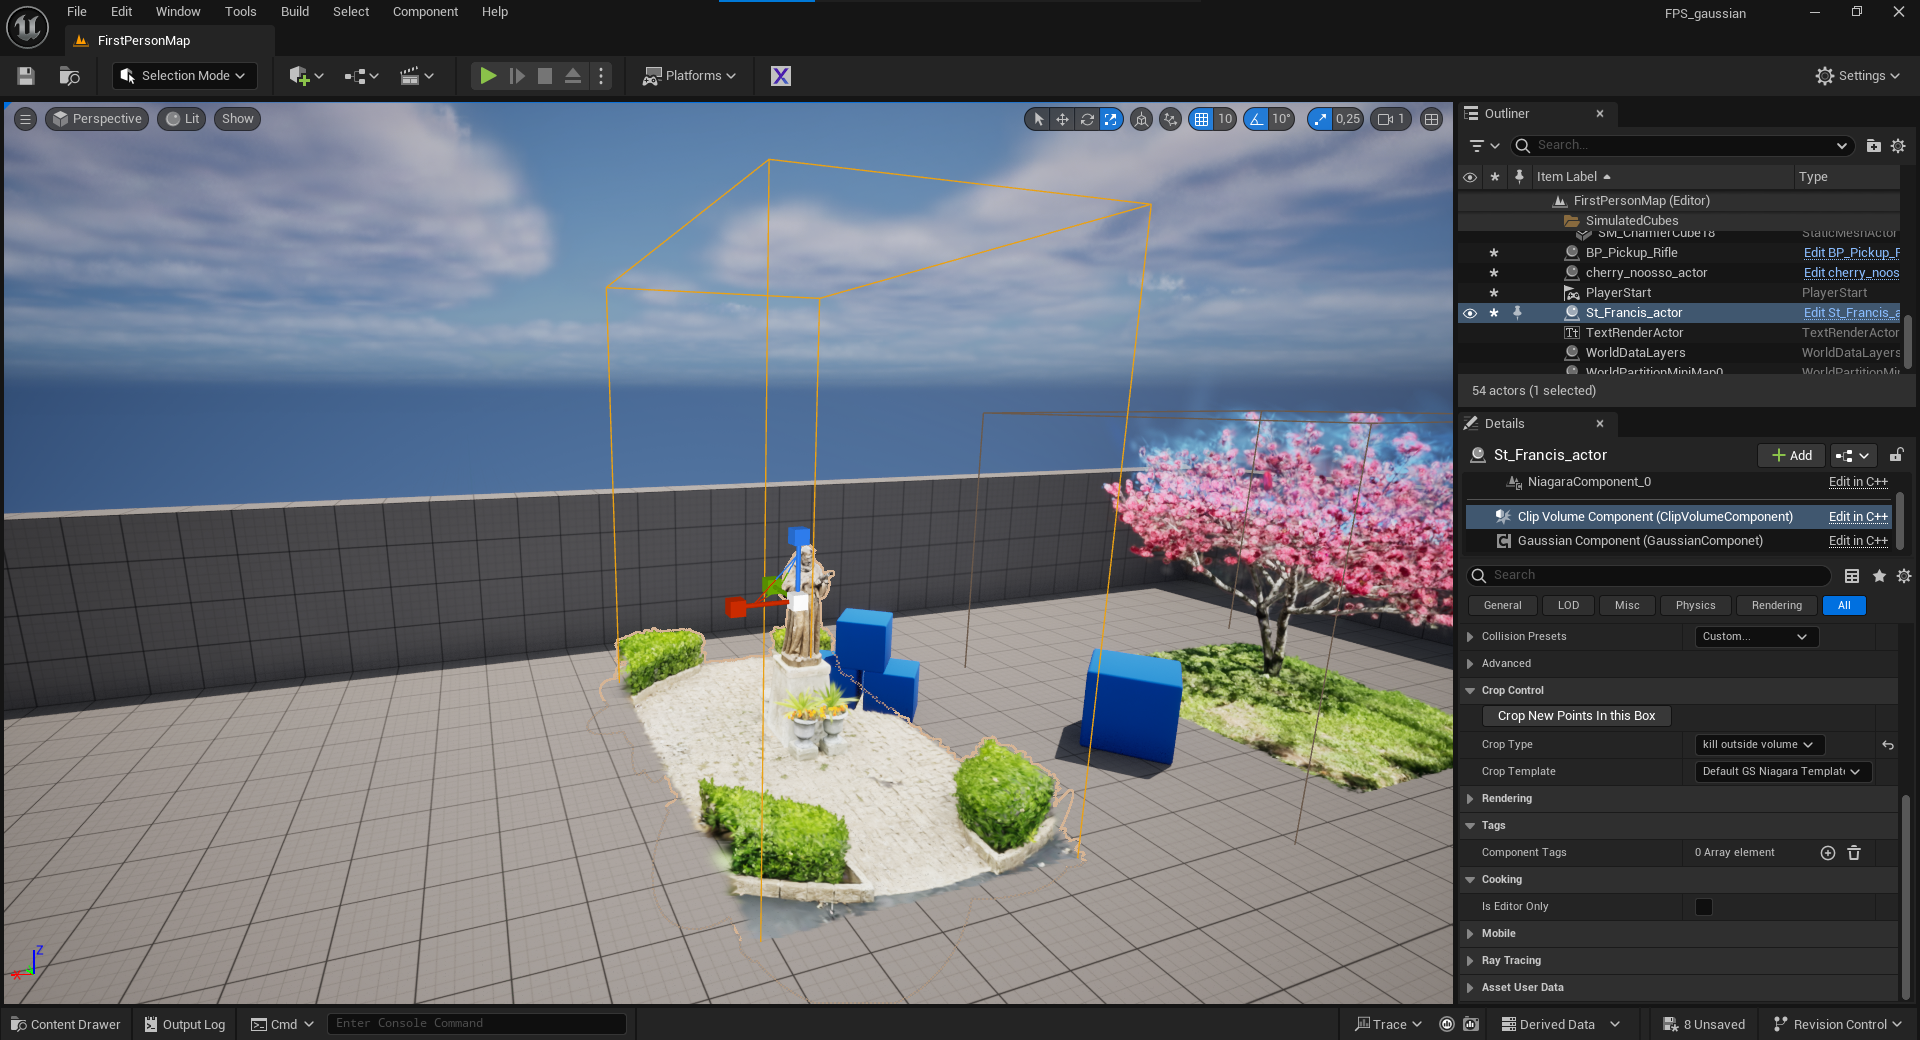 File Edit Window Tools Build Select Component Help
FPS_gaussian
FirstPersonMap
Selection Mode
Platforms
Settings
Perspective Lit Show
10 10° 0,25 1
Outliner
Search...
Item Label Type
FirstPersonMap (Editor)
SimulatedCubes
SM_ChamferCube18 StaticMeshActor
BP_Pickup_Rifle Edit BP_Pickup_F
cherry_noosso_actor Edit cherry_noos
PlayerStart PlayerStart
St_Francis_actor Edit St_Francis_a
TextRenderActor TextRenderActor
WorldDataLayers WorldDataLayers
WorldPartitionMiniMap0 WorldPartitionMi
54 actors (1 selected)
Details
St_Francis_actor
Add
NiagaraComponent_0 Edit in C++
Clip Volume Component (ClipVolumeComponent) Edit in C++
Gaussian Component (GaussianComponet) Edit in C++
Search
General LOD Misc Physics Rendering All
Collision Presets Custom...
Advanced
Crop Control
Crop New Points In this Box
Crop Type kill outside volume
Crop Template Default GS Niagara Templat
Rendering
Tags
Component Tags 0 Array element
Cooking
Is Editor Only
Mobile
Ray Tracing
Asset User Data
Z
X
Content Drawer Output Log Cmd Enter Console Command
Trace Derived Data 8 Unsaved Revision Control